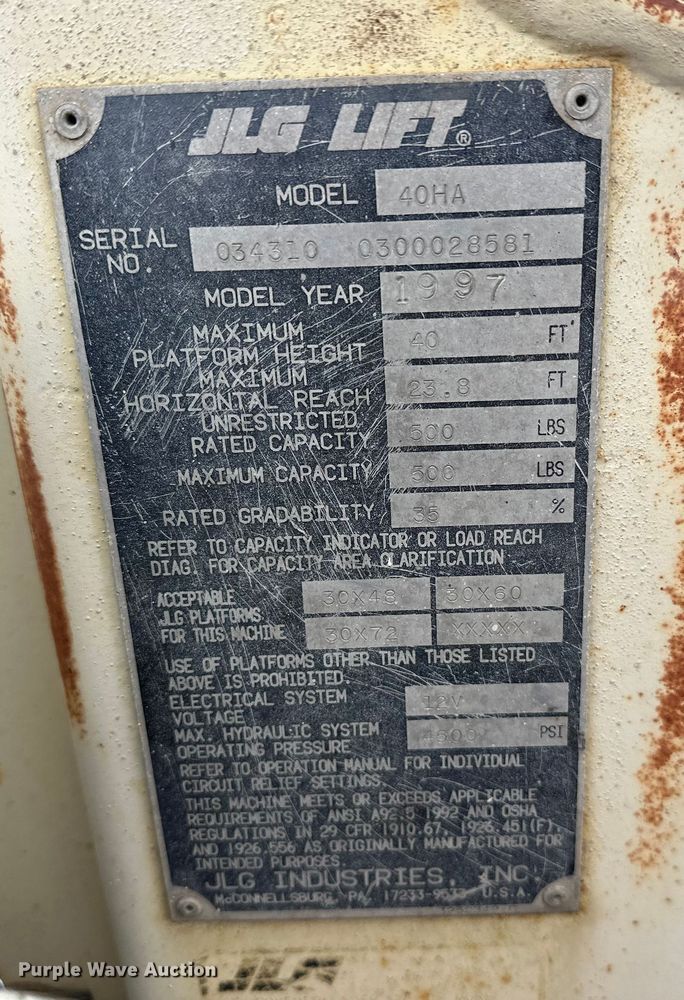 JLG LIFT®
MODEL 40HA
SERIAL NO. 034310 0300028581
MODEL YEAR 1997
MAXIMUM
PLATFORM HEIGHT 40 FT
MAXIMUM
HORIZONTAL REACH 23.8 FT
UNRESTRICTED
RATED CAPACITY 500 LBS
MAXIMUM CAPACITY 500 LBS
RATED GRADABILITY 35 %
REFER TO CAPACITY INDICATOR OR LOAD REACH
DIAG. FOR CAPACITY AREA CLARIFICATION
ACCEPTABLE 30X48 30X60
JLG PLATFORMS
FOR THIS MACHINE 30X72 XXXXX
USE OF PLATFORMS OTHER THAN THOSE LISTED
ABOVE IS PROHIBITED.
ELECTRICAL SYSTEM
VOLTAGE 12V
MAX. HYDRAULIC SYSTEM
OPERATING PRESSURE 4500 PSI
REFER TO OPERATION MANUAL FOR INDIVIDUAL
CIRCUIT RELIEF SETTINGS
THIS MACHINE MEETS OR EXCEEDS APPLICABLE
REQUIREMENTS OF ANSI A92.5 1992 AND OSHA
REGULATIONS IN 29 CFR 1910.67, 1926.451(F),
AND 1926.556 AS ORIGINALLY MANUFACTURED FOR
INTENDED PURPOSES
JLG INDUSTRIES, INC.
McCONNELLSBURG, PA. 17233-9533 U.S.A.
JLG
Purple Wave Auction